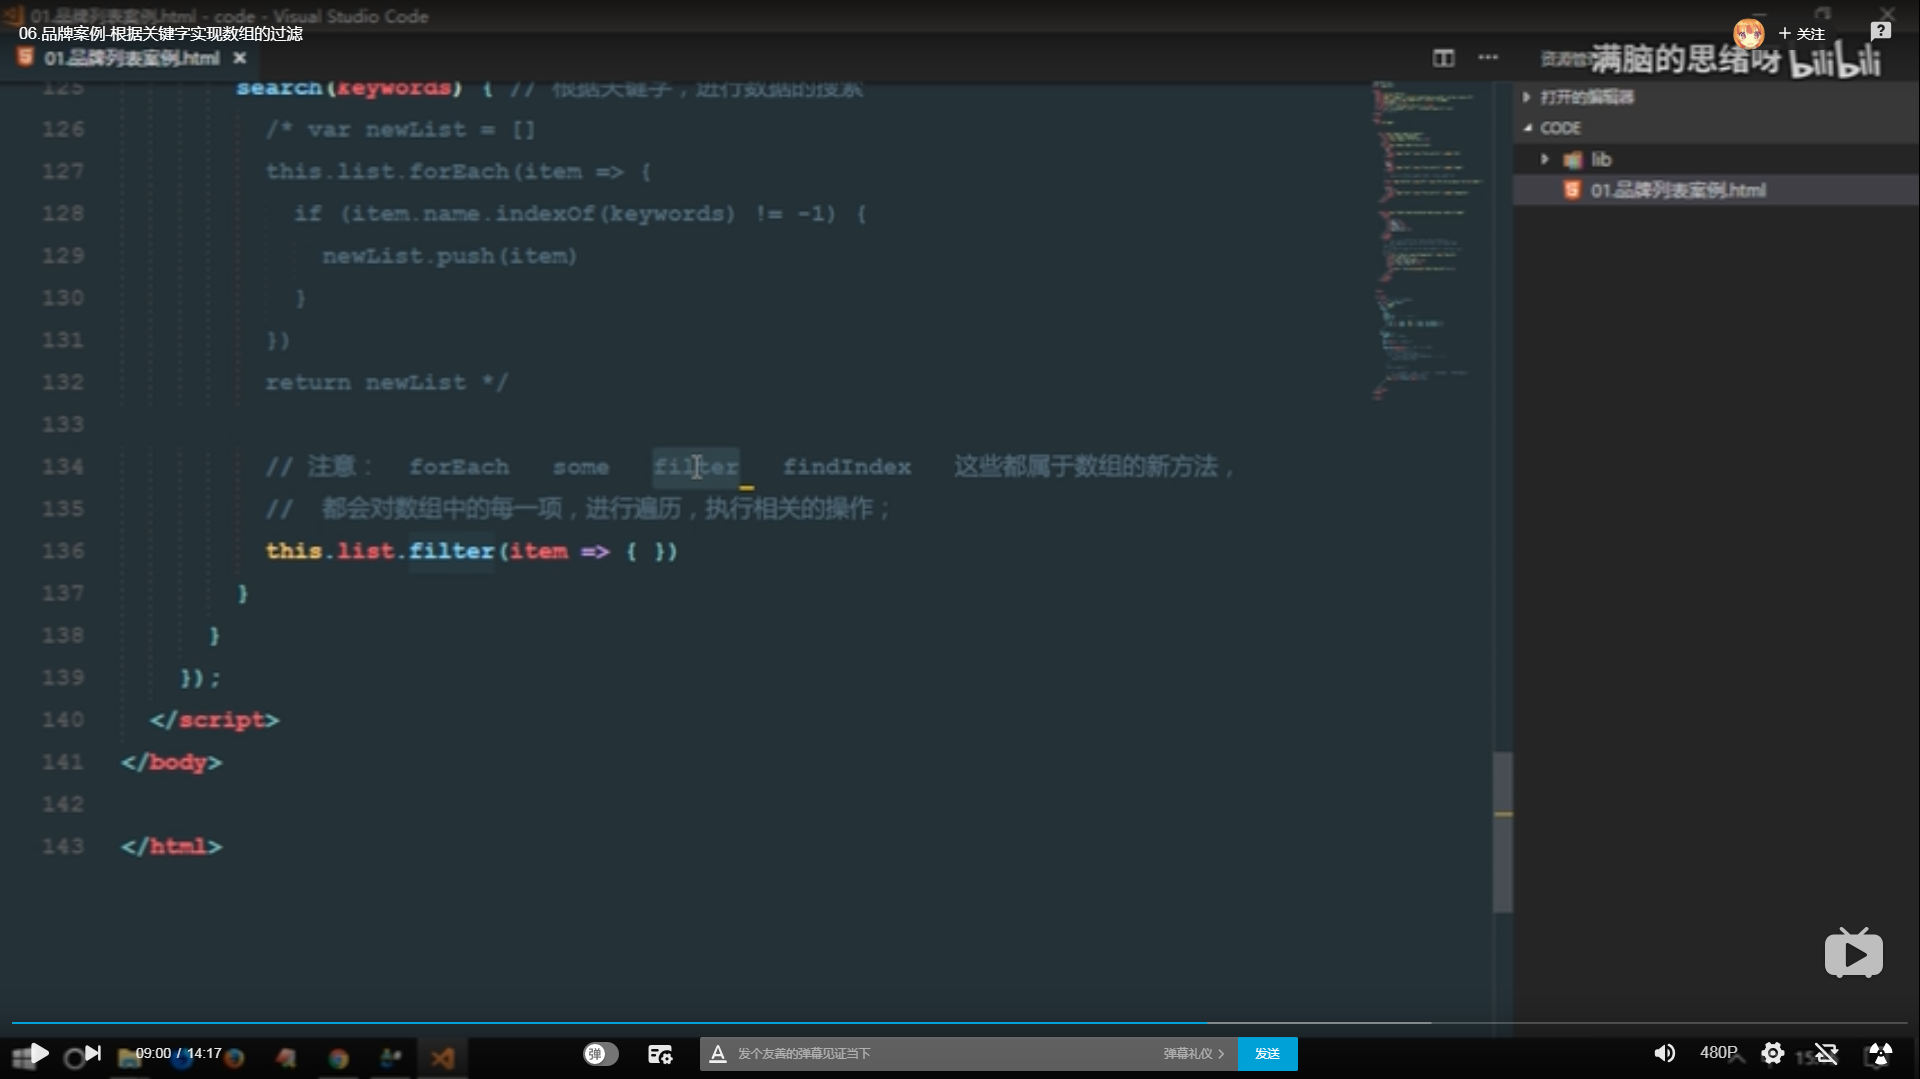 01.品牌列表案例.html - code - Visual Studio Code
06.品牌案例-根据关键字实现数组的过滤
+ 关注
01.品牌列表案例.html ×
满脑的思绪呀 bilibili
打开的编辑器
CODE
lib
01.品牌列表案例.html
125 search(keywords) { // 根据关键字，进行数据的搜索
126 /* var newList = []
127 this.list.forEach(item => {
128 if (item.name.indexOf(keywords) != -1) {
129 newList.push(item)
130 }
131 })
132 return newList */
133
134 // 注意： forEach some filter findIndex 这些都属于数组的新方法，
135 // 都会对数组中的每一项，进行遍历，执行相关的操作；
136 this.list.filter(item => { })
137 }
138 }
139 });
140 </script>
141 </body>
142
143 </html>
09:00 / 14:17
弹
发个友善的弹幕见证当下
弹幕礼仪 >
发送
480P